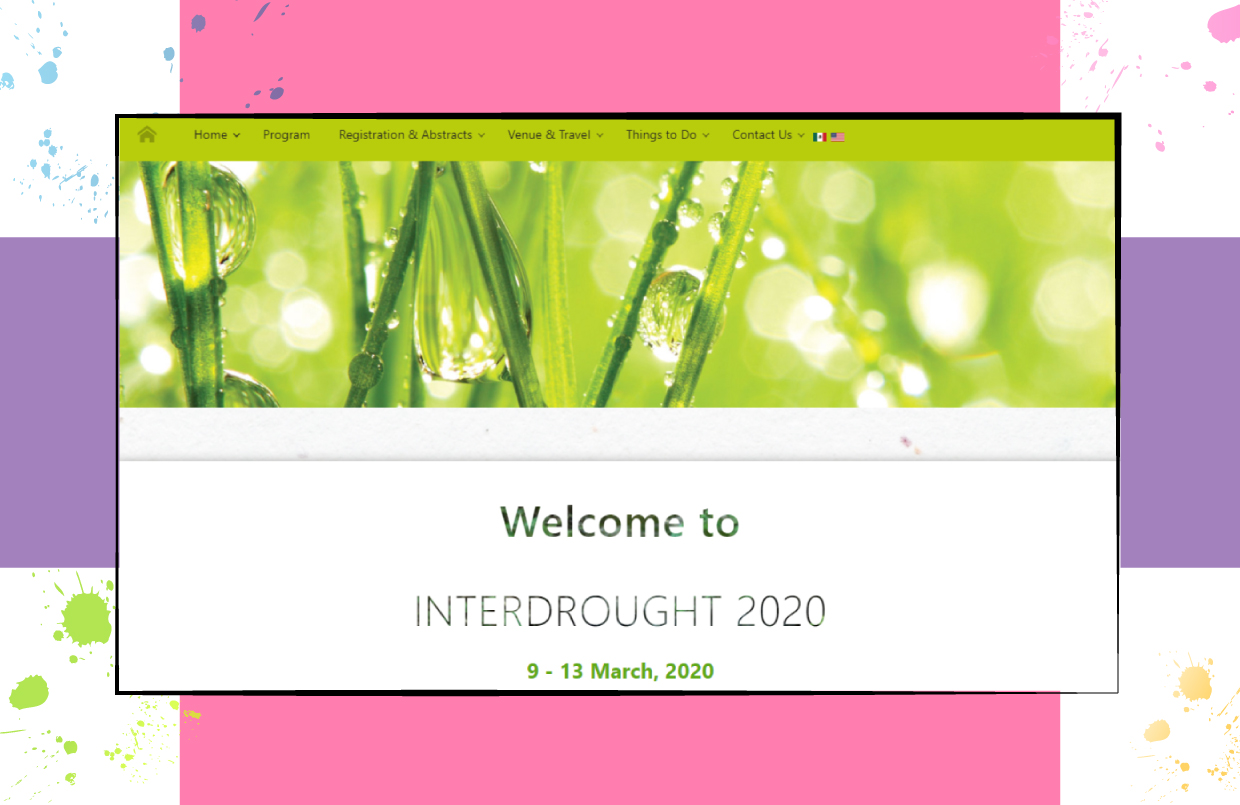 Home Program Registration & Abstracts Venue & Travel Things to Do Contact Us
Welcome to
INTERDROUGHT 2020
9 - 13 March, 2020